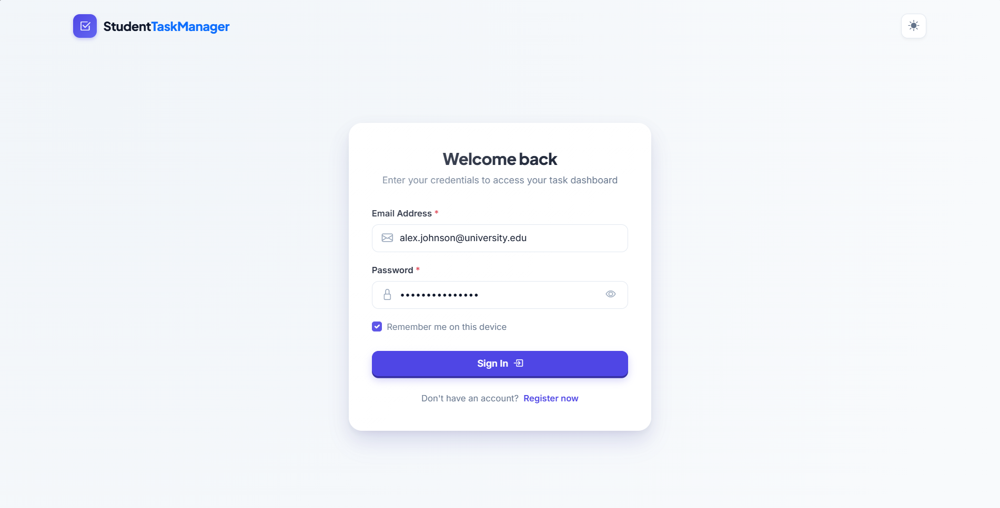 StudentTaskManager
Welcome back
Enter your credentials to access your task dashboard
Email Address *
alex.johnson@university.edu
Password *
•••••••••••••••
Remember me on this device
Sign In
Don't have an account? Register now